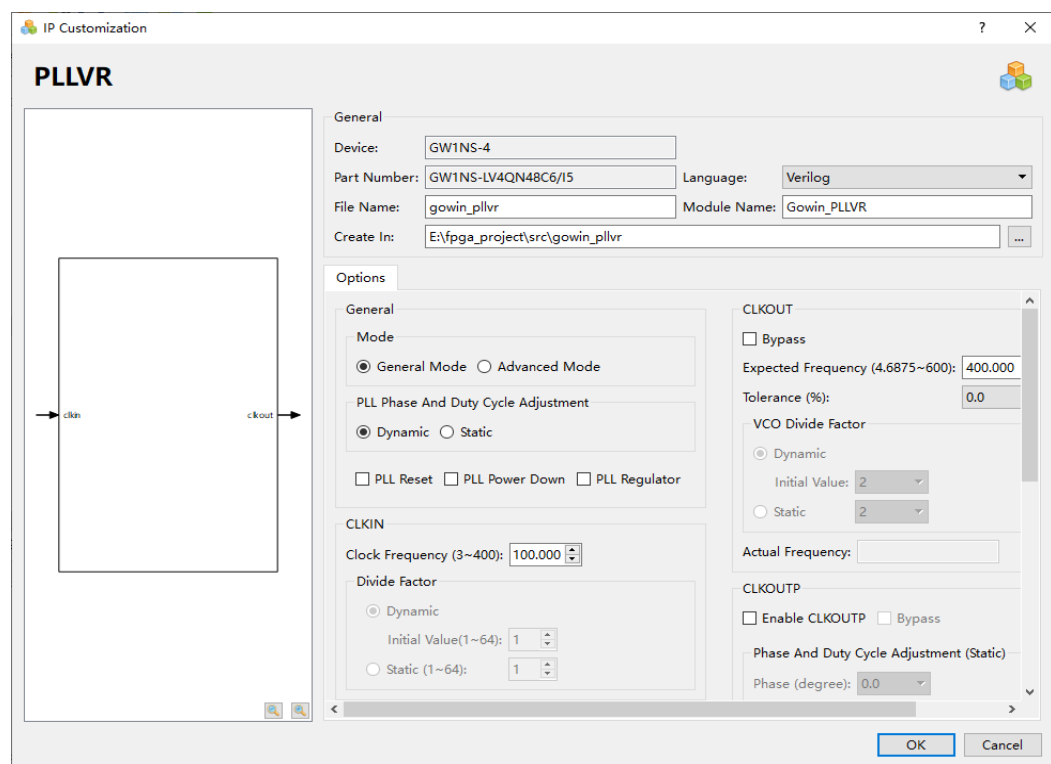 IP Customization
?
PLLVR
General
Device: GW1NS-4
Part Number: GW1NS-LV4QN48C6/I5 Language: Verilog
File Name: gowin_pllvr Module Name: Gowin_PLLVR
Create In: E:\fpga_project\src\gowin_pllvr ...
Options
General
Mode
General Mode Advanced Mode
PLL Phase And Duty Cycle Adjustment
Dynamic Static
PLL Reset PLL Power Down PLL Regulator
CLKIN
Clock Frequency (3~400): 100.000
Divide Factor
Dynamic
Initial Value(1~64): 1
Static (1~64): 1
CLKOUT
Bypass
Expected Frequency (4.6875~600): 400.000
Tolerance (%): 0.0
VCO Divide Factor
Dynamic
Initial Value: 2
Static 2
Actual Frequency:
CLKOUTP
Enable CLKOUTP Bypass
Phase And Duty Cycle Adjustment (Static)
Phase (degree): 0.0
clkin clkout
OK Cancel